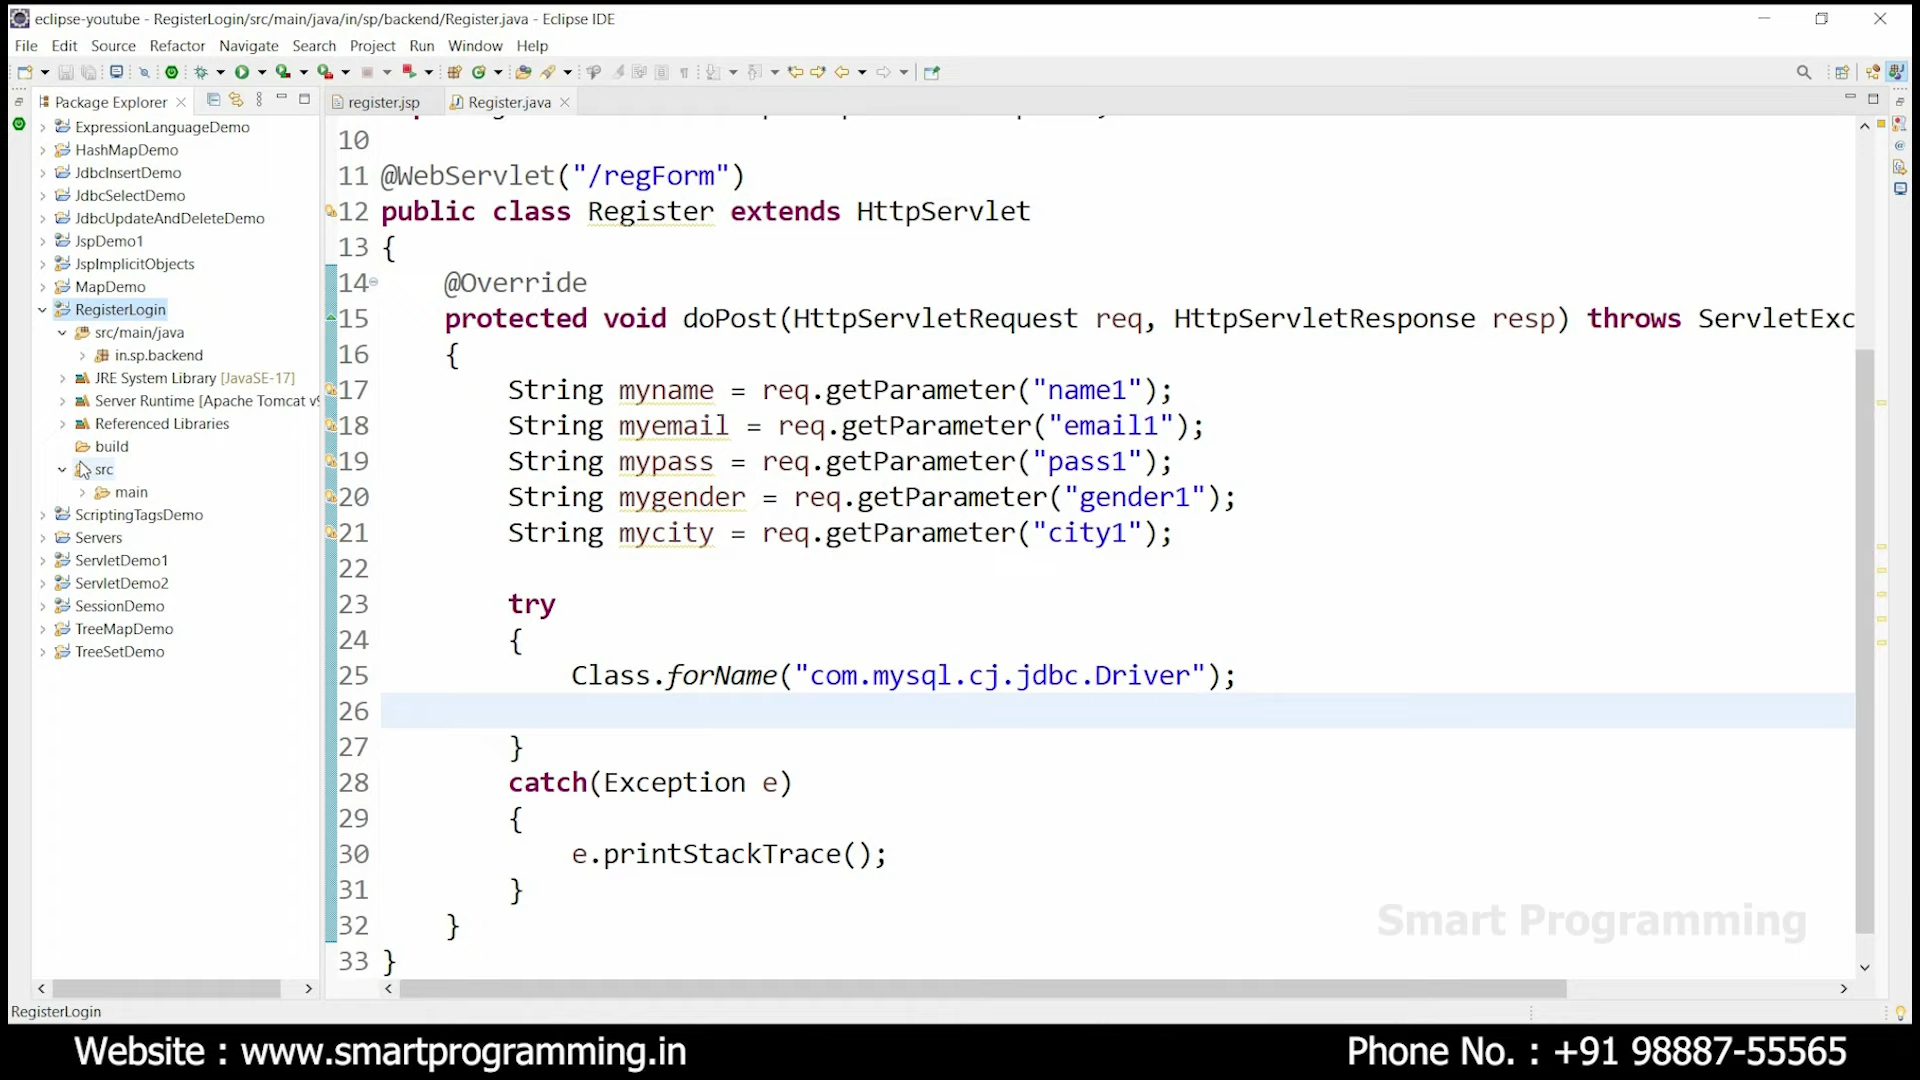 eclipse-youtube - RegisterLogin/src/main/java/in/sp/backend/Register.java - Eclipse IDE
File Edit Source Refactor Navigate Search Project Run Window Help
Package Explorer
register.jsp
Register.java
ExpressionLanguageDemo
HashMapDemo
JdbcInsertDemo
JdbcSelectDemo
JdbcUpdateAndDeleteDemo
JspDemo1
JspImplicitObjects
MapDemo
RegisterLogin
src/main/java
in.sp.backend
JRE System Library [JavaSE-17]
Server Runtime [Apache Tomcat v9
Referenced Libraries
build
src
main
ScriptingTagsDemo
Servers
ServletDemo1
ServletDemo2
SessionDemo
TreeMapDemo
TreeSetDemo
10
11 @WebServlet("/regForm")
12 public class Register extends HttpServlet
13 {
14 @Override
15 protected void doPost(HttpServletRequest req, HttpServletResponse resp) throws ServletExc
16 {
17 String myname = req.getParameter("name1");
18 String myemail = req.getParameter("email1");
19 String mypass = req.getParameter("pass1");
20 String mygender = req.getParameter("gender1");
21 String mycity = req.getParameter("city1");
22
23 try
24 {
25 Class.forName("com.mysql.cj.jdbc.Driver");
26
27 }
28 catch(Exception e)
29 {
30 e.printStackTrace();
31 }
32 }
33 }
Smart Programming
RegisterLogin
Website : www.smartprogramming.in
Phone No. : +91 98887-55565